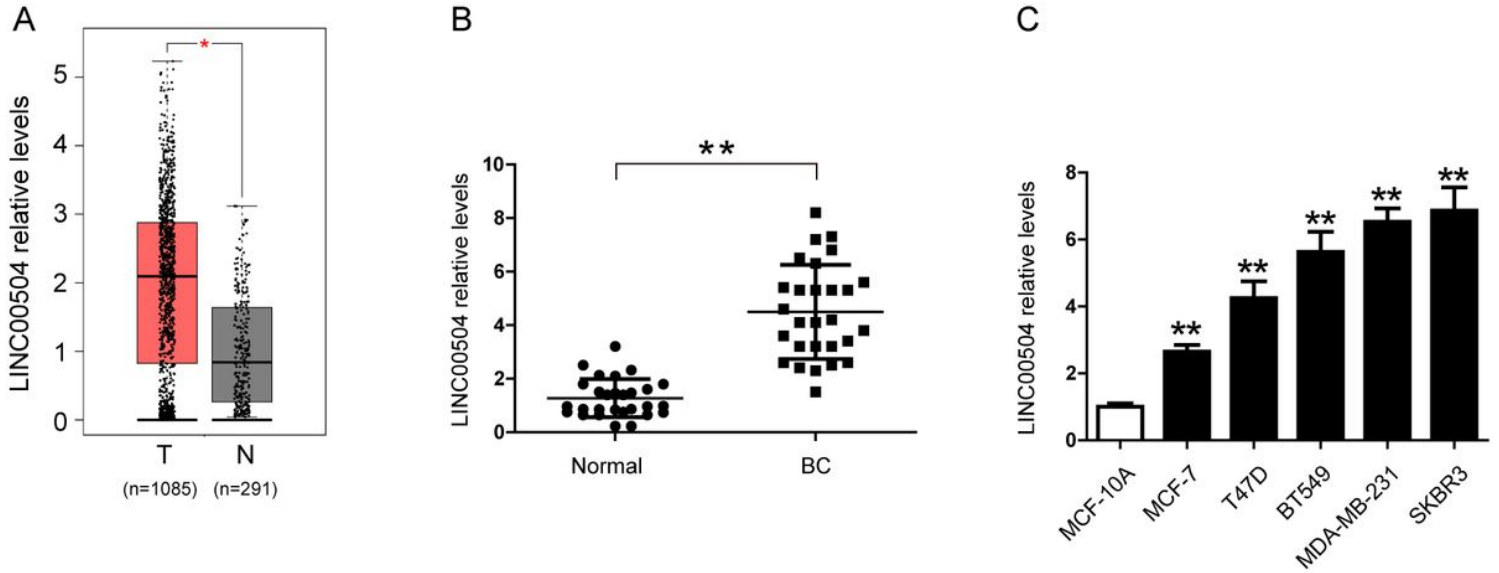 A
LINC00504 relative levels
5
4
3
2
1
0
*
T
N
(n=1085)
(n=291)
B
LINC00504 relative levels
10
8
6
4
2
0
**
Normal
BC
C
LINC00504 relative levels
8
6
4
2
0
**
**
**
**
**
MCF-10A
MCF-7
T47D
BT549
MDA-MB-231
SKBR3